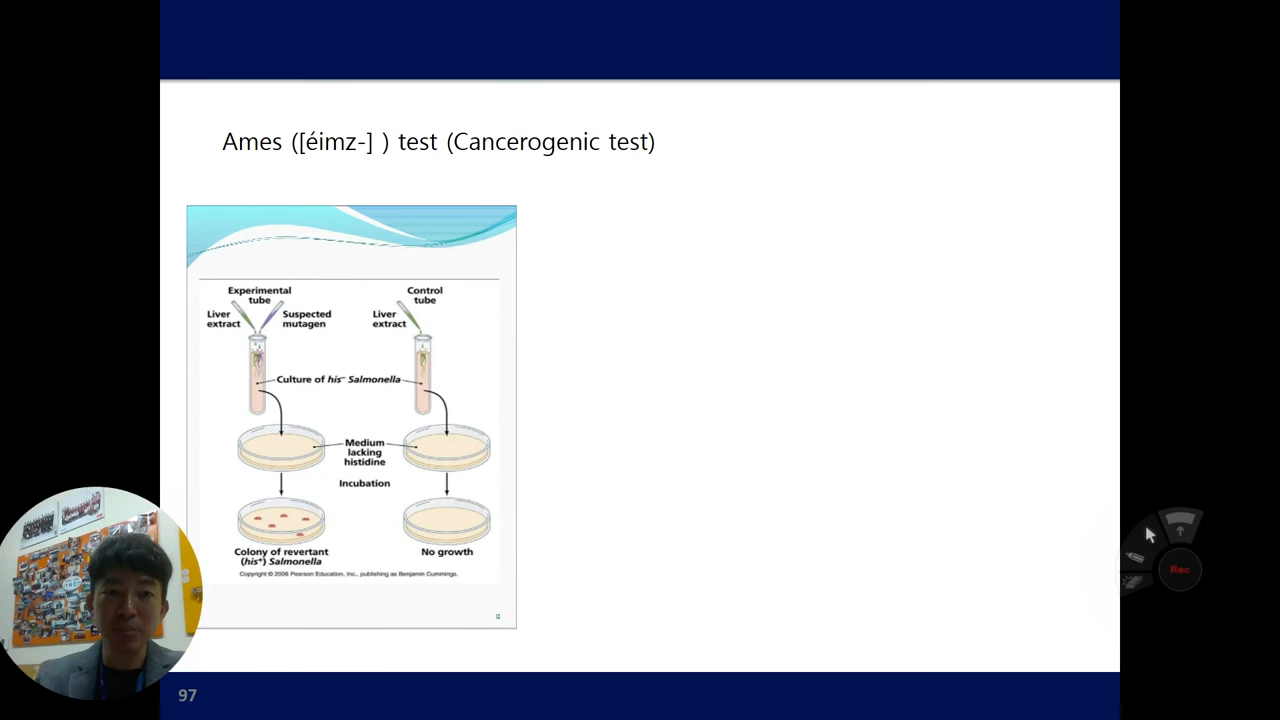 Ames ([éimz-] ) test (Cancerogenic test)
Experimental
tube
Control
tube
Liver
extract
Suspected
mutagen
Liver
extract
Culture of his⁻ Salmonella
Medium
lacking
histidine
Incubation
Colony of revertant
(his⁺) Salmonella
No growth
Copyright © 2006 Pearson Education, Inc., publishing as Benjamin Cummings.
Rec
97